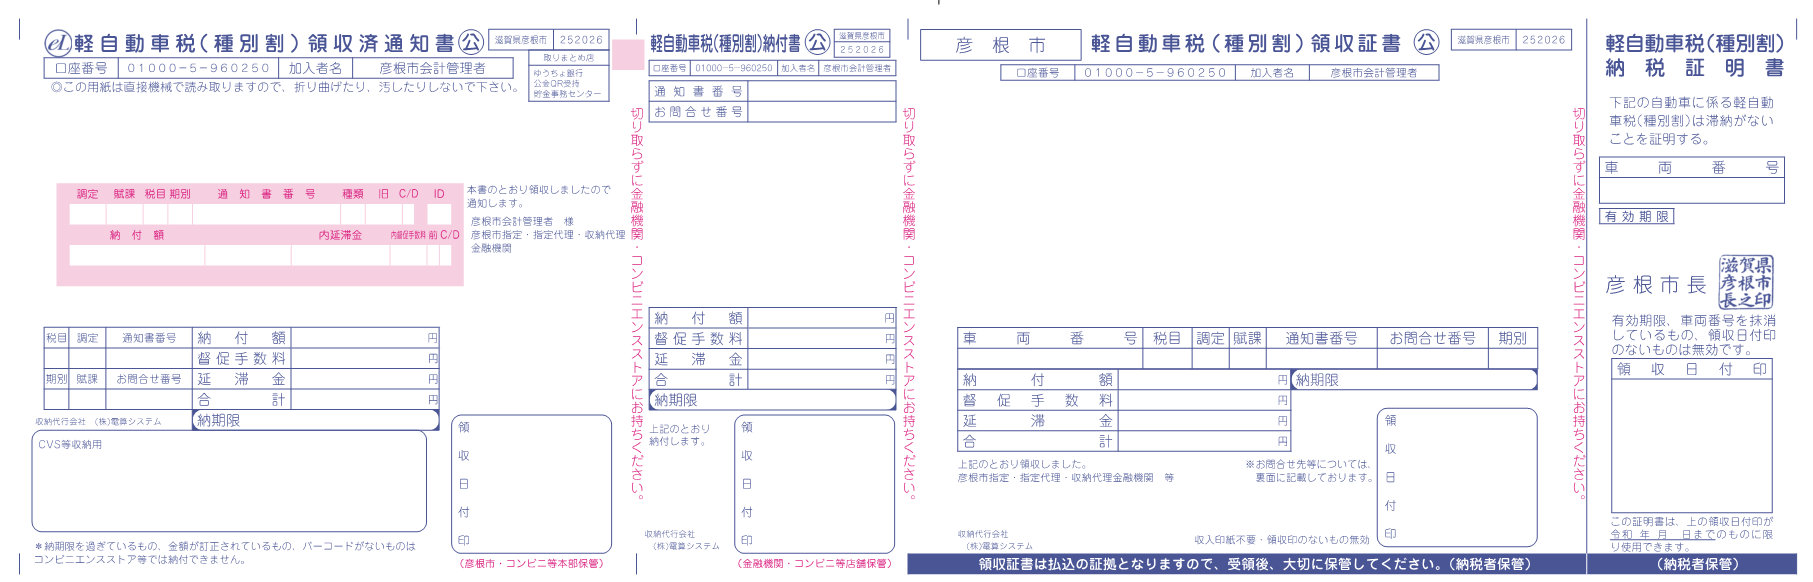 eL 軽自動車税(種別割)領収済通知書 公
滋賀県彦根市 252026
口座番号 01000-5-960250 加入者名 彦根市会計管理者
取りまとめ店
ゆうちょ銀行
公金QR受持
貯金事務センター
◎この用紙は直接機械で読み取りますので、折り曲げたり、汚したりしないで下さい。
調定 賦課 税目 期別 通知書番号 種類 旧 C/D ID
納付額 内延滞金 内督促手数料 前 C/D
本書のとおり領収しましたので
通知します。
彦根市会計管理者 様
彦根市指定・指定代理・収納代理
金融機関
税目 調定 通知書番号 納付額 円
督促手数料 円
期別 賦課 お問合せ番号 延滞金 円
合計 円
収納代行会社 (株)電算システム
納期限
CVS等収納用
領収日付印
*納期限を過ぎているもの、金額が訂正されているもの、バーコードがないものは
コンビニエンスストア等では納付できません。
(彦根市・コンビニ等本部保管)
切り取らずに金融機関・コンビニエンスストアにお持ちください。
軽自動車税(種別割)納付書 公
滋賀県彦根市
252026
口座番号 01000-5-960250 加入者名 彦根市会計管理者
通知書番号
お問合せ番号
納付額 円
督促手数料 円
延滞金 円
合計 円
納期限
上記のとおり
納付します。
領収日付印
収納代行会社
(株)電算システム
(金融機関・コンビニ等店舗保管)
切り取らずに金融機関・コンビニエンスストアにお持ちください。
彦根市
軽自動車税(種別割)領収証書 公
滋賀県彦根市 252026
口座番号 01000-5-960250 加入者名 彦根市会計管理者
車両番号 税目 調定 賦課 通知書番号 お問合せ番号 期別
納付額 円 納期限
督促手数料 円
延滞金 円
合計 円
上記のとおり領収しました。
彦根市指定・指定代理・収納代理金融機関 等
※お問合せ先等については、
裏面に記載しております。
領収日付印
収納代行会社
(株)電算システム
収入印紙不要・領収印のないもの無効
領収証書は払込の証拠となりますので、受領後、大切に保管してください。(納税者保管)
切り取らずに金融機関・コンビニエンスストアにお持ちください。
軽自動車税(種別割)
納税証明書
下記の自動車に係る軽自動
車税(種別割)は滞納がない
ことを証明する。
車両番号
有効期限
彦根市長
滋賀県
彦根市
長之印
有効期限、車両番号を抹消
しているもの、領収日付印
のないものは無効です。
領収日付印
この証明書は、上の領収日付印が
令和 年 月 日までのものに限
り使用できます。
(納税者保管)